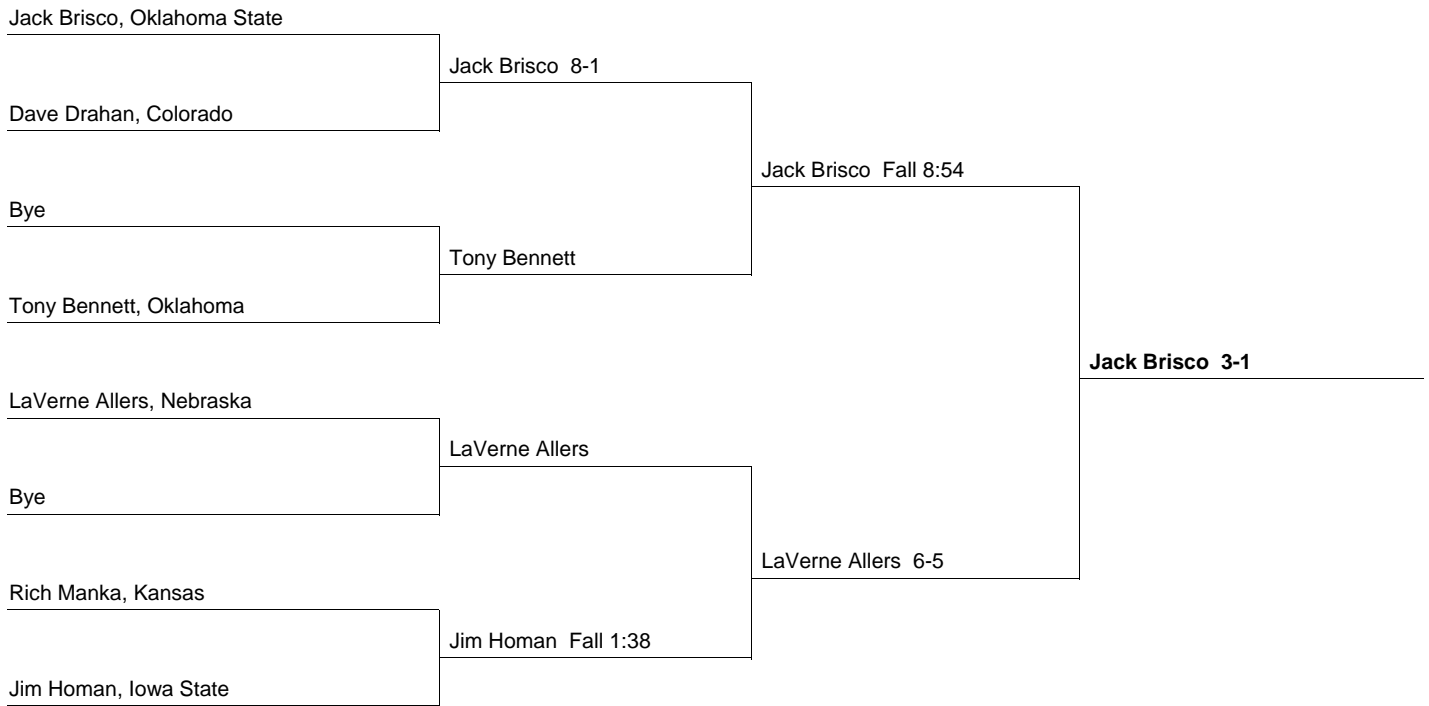 Jack Brisco, Oklahoma State
Jack Brisco 8-1
Dave Drahan, Colorado
Jack Brisco Fall 8:54
Bye
Tony Bennett
Tony Bennett, Oklahoma
Jack Brisco 3-1
LaVerne Allers, Nebraska
LaVerne Allers
Bye
LaVerne Allers 6-5
Rich Manka, Kansas
Jim Homan Fall 1:38
Jim Homan, Iowa State